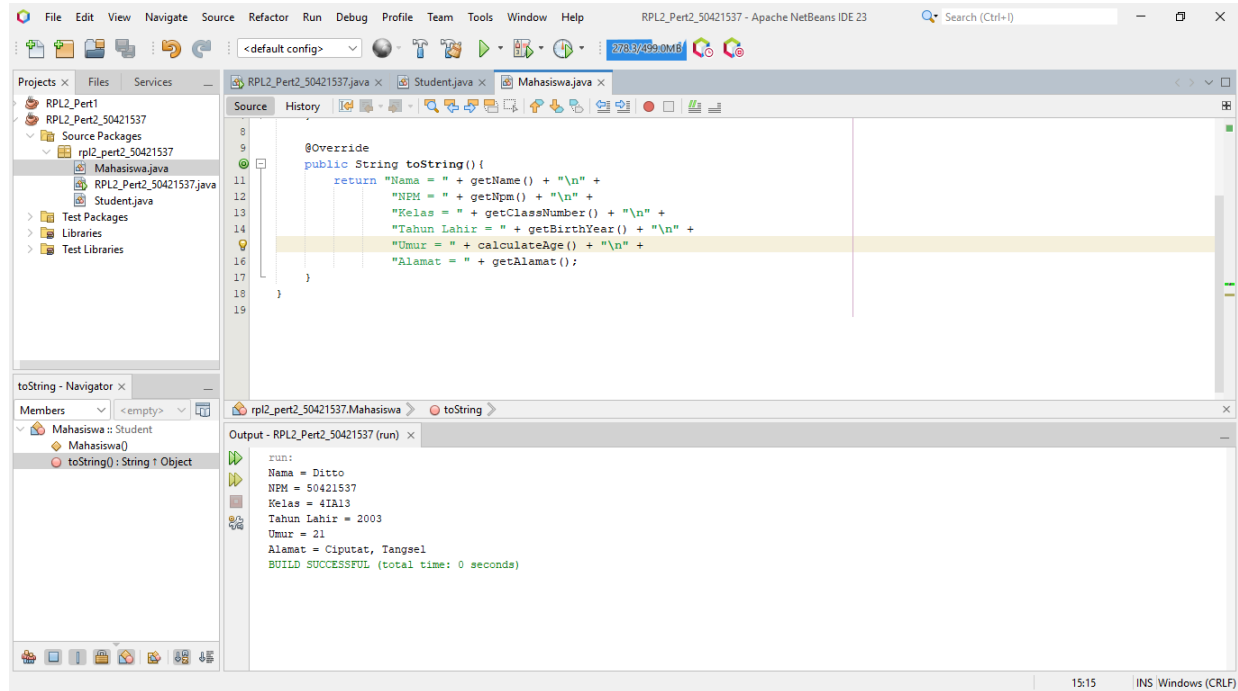 File Edit View Navigate Source Refactor Run Debug Profile Team Tools Window Help RPL2_Pert2_50421537 - Apache NetBeans IDE 23 Search (Ctrl+I)
<default config> 278.3/499.0MB
Projects Files Services
RPL2_Pert1
RPL2_Pert2_50421537
Source Packages
rpl2_pert2_50421537
Mahasiswa.java
RPL2_Pert2_50421537.java
Student.java
Test Packages
Libraries
Test Libraries
RPL2_Pert2_50421537.java Student.java Mahasiswa.java
Source History
8
9 @Override
public String toString(){
11 return "Nama = " + getName() + "\n" +
12 "NPM = " + getNpm() + "\n" +
13 "Kelas = " + getClassNumber() + "\n" +
14 "Tahun Lahir = " + getBirthYear() + "\n" +
"Umur = " + calculateAge() + "\n" +
16 "Alamat = " + getAlamat();
17 }
18 }
19
rpl2_pert2_50421537.Mahasiswa toString
toString - Navigator
Members <empty>
Mahasiswa :: Student
Mahasiswa()
toString() : String ↑ Object
Output - RPL2_Pert2_50421537 (run)
run:
Nama = Ditto
NPM = 50421537
Kelas = 4IA13
Tahun Lahir = 2003
Umur = 21
Alamat = Ciputat, Tangsel
BUILD SUCCESSFUL (total time: 0 seconds)
15:15 INS Windows (CRLF)